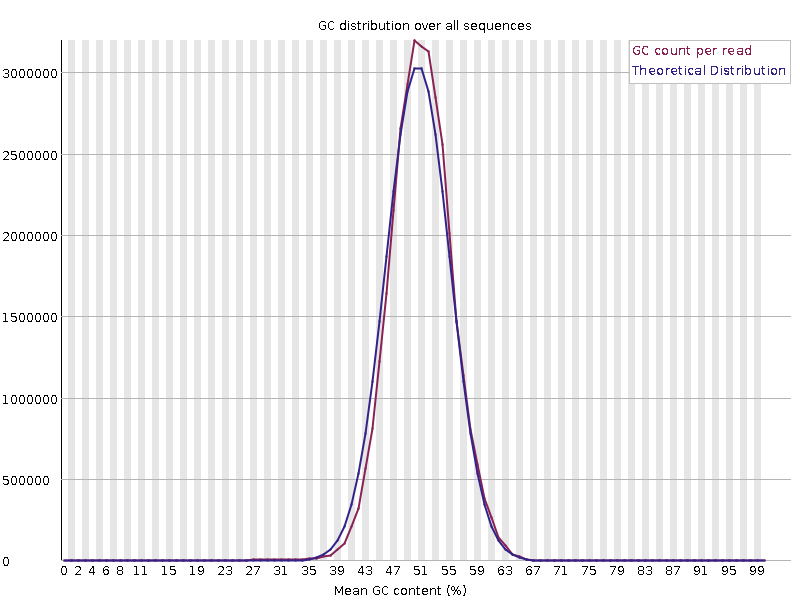 GC distribution over all sequences
GC count per read
Theoretical Distribution
3000000
2500000
2000000
1500000
1000000
500000
0
0 2 4 6 8 11 15 19 23 27 31 35 39 43 47 51 55 59 63 67 71 75 79 83 87 91 95 99
Mean GC content (%)